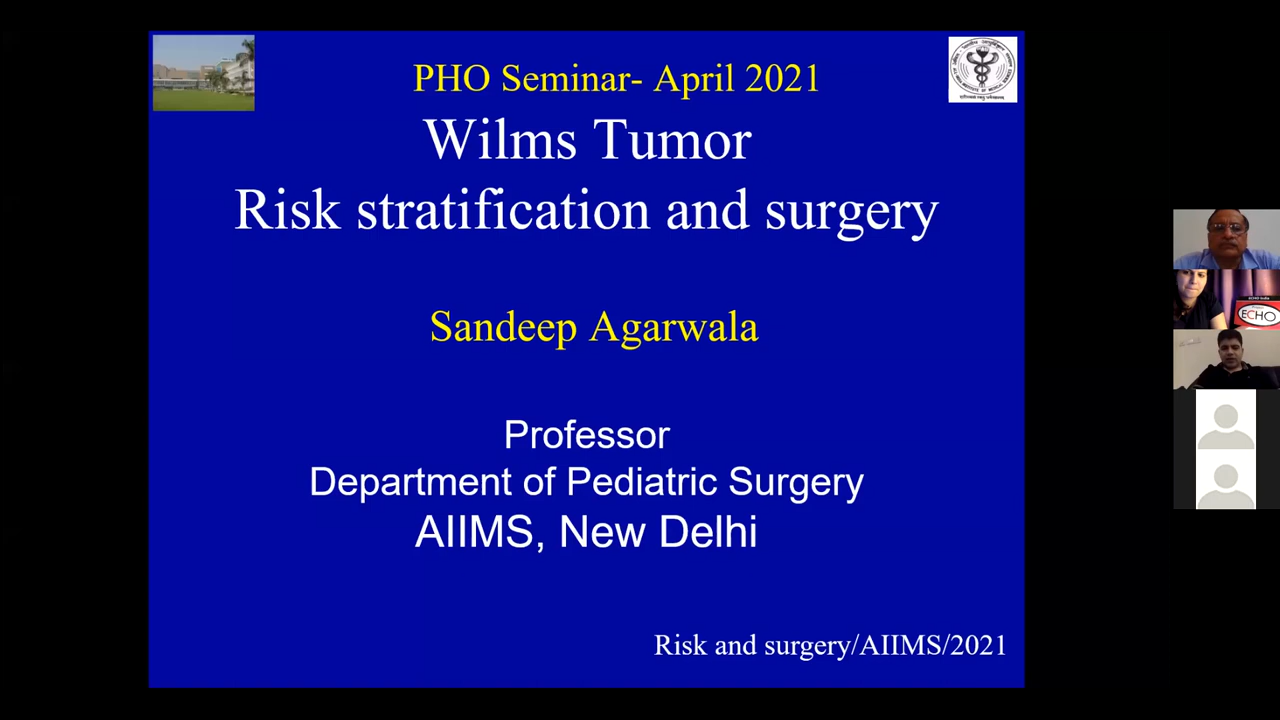 PHO Seminar- April 2021
Wilms Tumor
Risk stratification and surgery
Sandeep Agarwala
Professor
Department of Pediatric Surgery
AIIMS, New Delhi
Risk and surgery/AIIMS/2021
ECHO